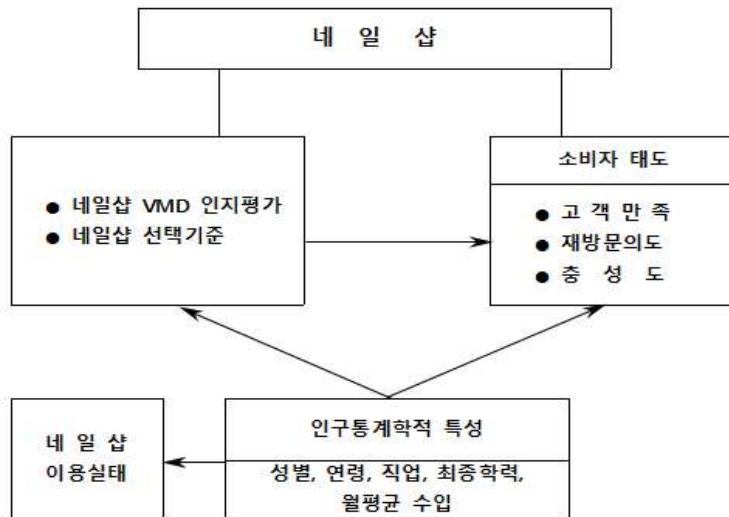 네 일 샵
● 네일샵 VMD 인지평가
● 네일샵 선택기준
소비자 태도
● 고 객 만 족
● 재방문의도
● 충 성 도
네 일 샵
이용실태
인구통계학적 특성
성별, 연령, 직업, 최종학력,
월평균 수입